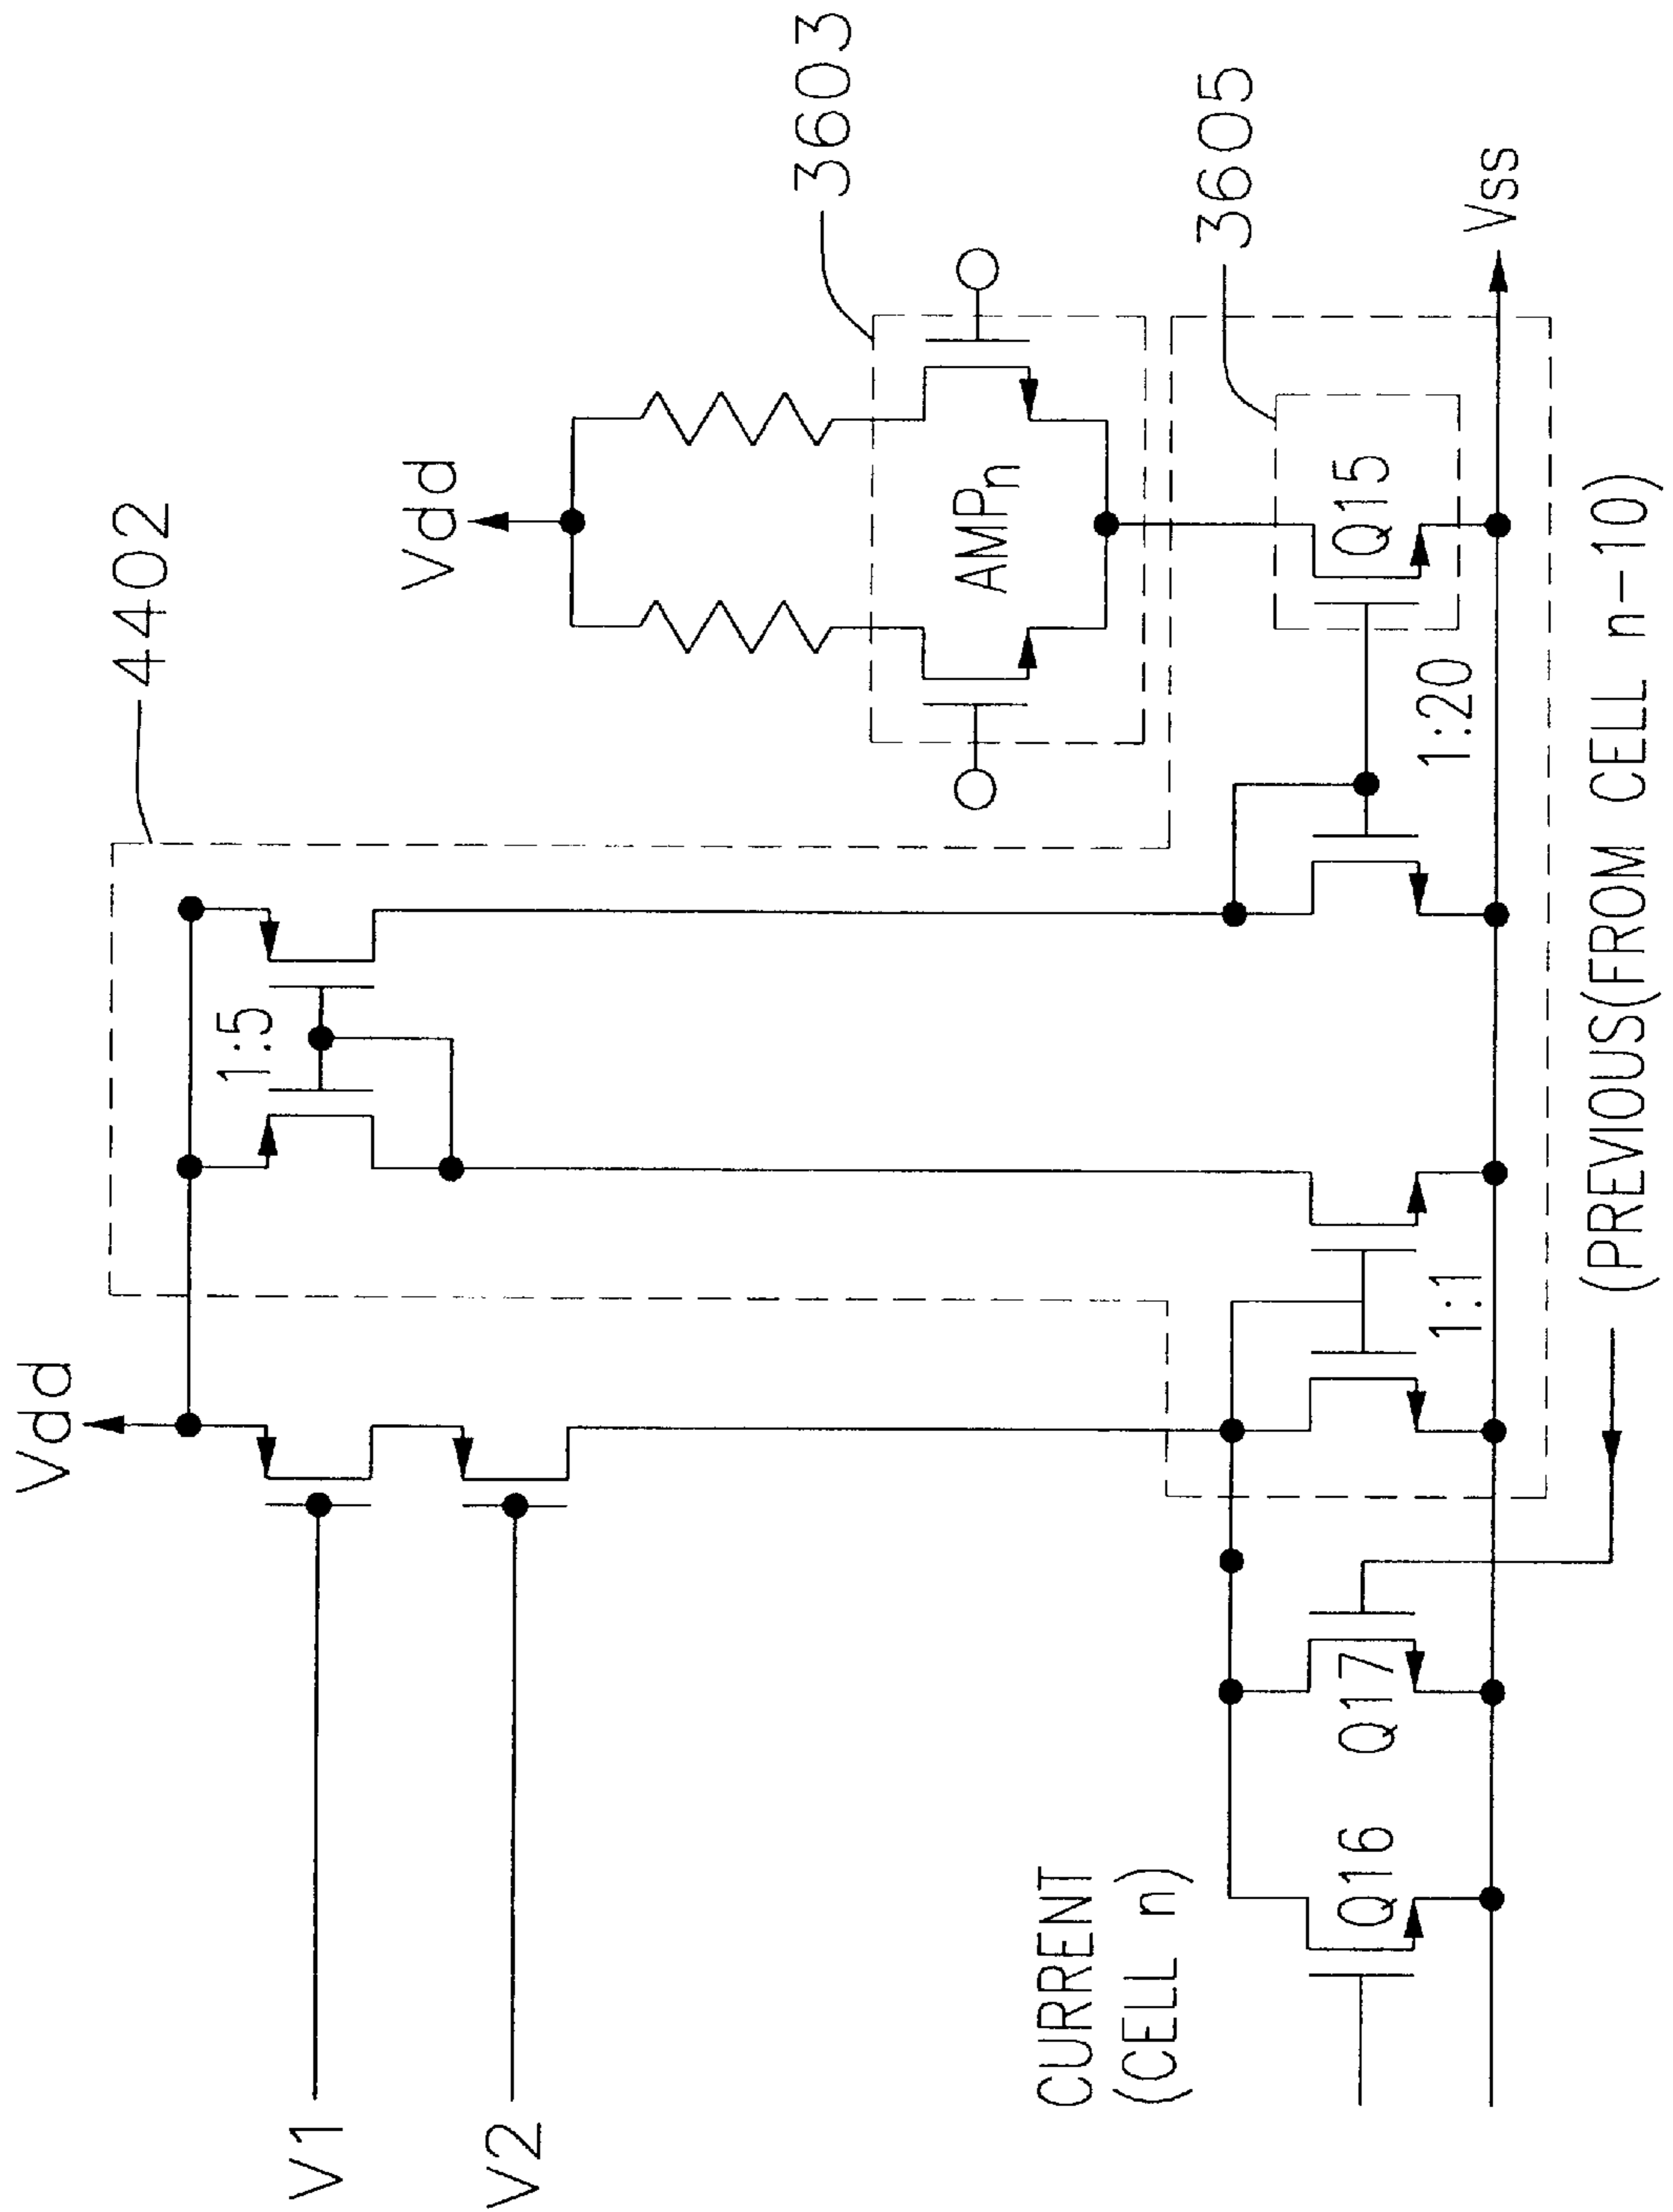 4402
Vdd
Vdd
3603
1:5
AMPn
3605
V1
V2
CURRENT
(CELL n)
Q16
Q17
1:1
1:20
Q15
Vss
(PREVIOUS(FROM CELL n-10)